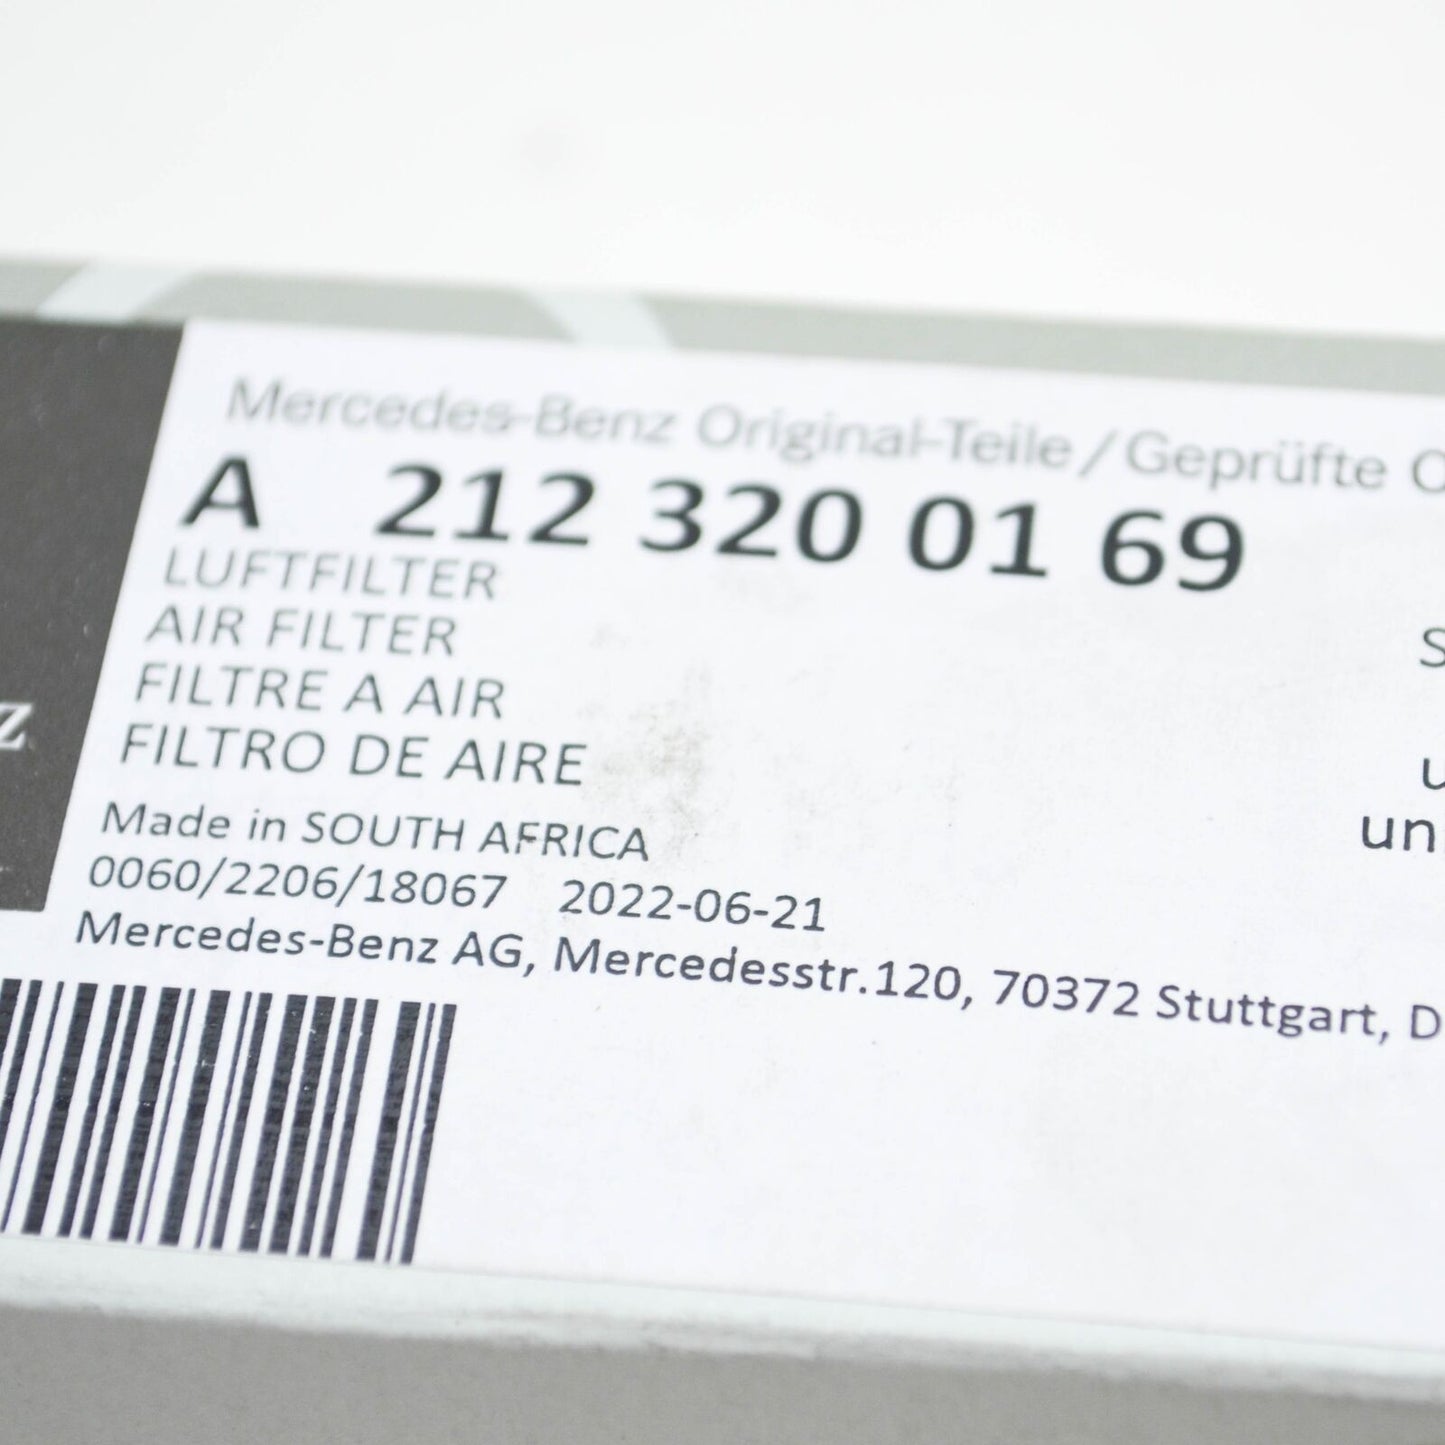 Mercedes-Benz Original-Teile / Geprüfte
A 212 320 01 69
LUFTFILTER
AIR FILTER
FILTRE A AIR
FILTRO DE AIRE
Made in SOUTH AFRICA
0060/2206/18067 2022-06-21
Mercedes-Benz AG, Mercedesstr.120, 70372 Stuttgart, D